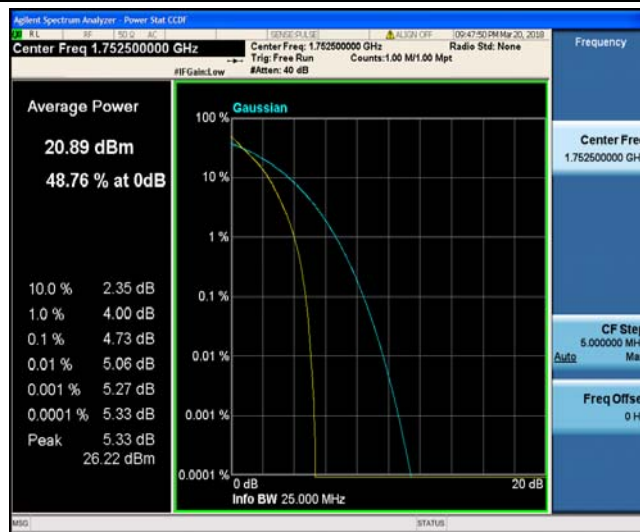 Agilent Spectrum Analyzer - Power Stat CCDF
RL RF 50 Ω AC SENSE:PULSE ALIGN OFF 09:47:50 PM Mar 20, 2018
Center Freq 1.752500000 GHz
Center Freq: 1.752500000 GHz Radio Std: None
Trig: Free Run Counts:1.00 M/1.00 Mpt
#IFGain:Low #Atten: 40 dB
Frequency
Average Power
20.89 dBm
48.76 % at 0dB
10.0 % 2.35 dB
1.0 % 4.00 dB
0.1 % 4.73 dB
0.01 % 5.06 dB
0.001 % 5.27 dB
0.0001 % 5.33 dB
Peak 5.33 dB
26.22 dBm
Gaussian
100 %
10 %
1 %
0.1 %
0.01 %
0.001 %
0.0001 %
0 dB 20 dB
Info BW 25.000 MHz
Center Fre
1.752500000 GH
CF Step
5.000000 MH
Auto Ma
Freq Offse
0 H
MSG STATUS